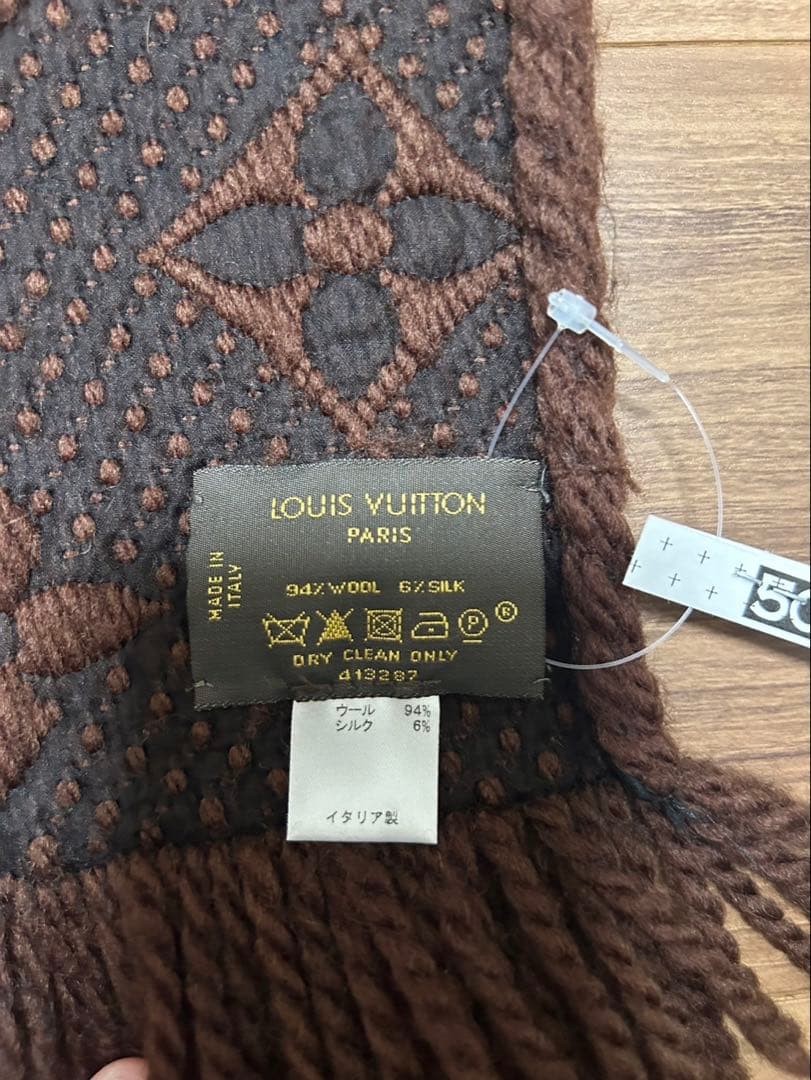 LOUIS VUITTON
PARIS
MADE IN
ITALY
94% WOOL 6% SILK
P ®
DRY CLEAN ONLY
413287
ウール 94%
シルク 6%
イタリア製